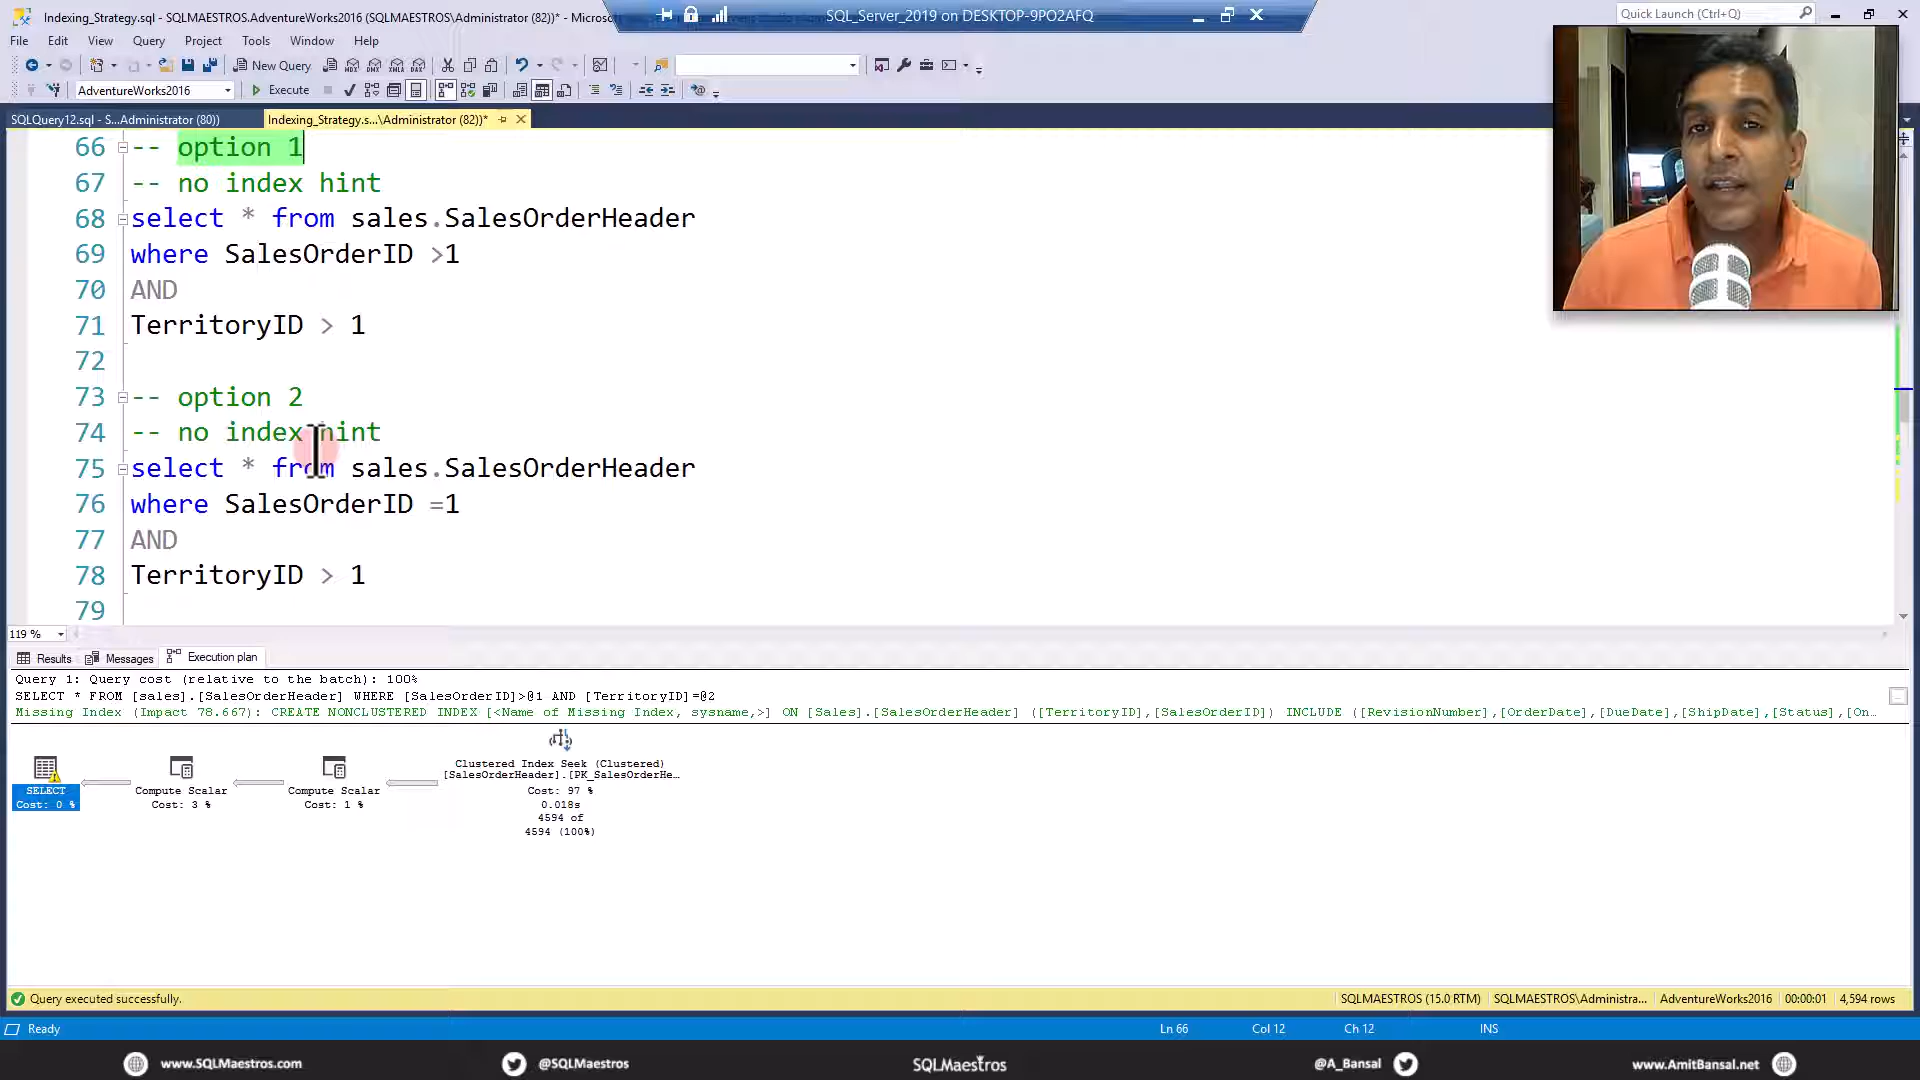 Indexing_Strategy.sql - SQLMAESTROS.AdventureWorks2016 (SQLMAESTROS\Administrator (82))* - Micros
SQL_Server_2019 on DESKTOP-9PO2AFQ
Quick Launch (Ctrl+Q)
File Edit View Query Project Tools Window Help
New Query
AdventureWorks2016
Execute
SQLQuery12.sql - S...Administrator (80))
Indexing_Strategy.s...\Administrator (82))*
66 -- option 1
67 -- no index hint
68 select * from sales.SalesOrderHeader
69 where SalesOrderID >1
70 AND
71 TerritoryID > 1
72
73 -- option 2
74 -- no index hint
75 select * from sales.SalesOrderHeader
76 where SalesOrderID =1
77 AND
78 TerritoryID > 1
79
119 %
Results Messages Execution plan
Query 1: Query cost (relative to the batch): 100%
SELECT * FROM [sales].[SalesOrderHeader] WHERE [SalesOrderID]>@1 AND [TerritoryID]=@2
Missing Index (Impact 78.667): CREATE NONCLUSTERED INDEX [<Name of Missing Index, sysname,>] ON [Sales].[SalesOrderHeader] ([TerritoryID],[SalesOrderID]) INCLUDE ([RevisionNumber],[OrderDate],[DueDate],[ShipDate],[Status],[On...
SELECT
Cost: 0 %
Compute Scalar
Cost: 3 %
Compute Scalar
Cost: 1 %
Clustered Index Seek (Clustered)
[SalesOrderHeader].[PK_SalesOrderHe...
Cost: 97 %
0.018s
4594 of
4594 (100%)
Query executed successfully.
SQLMAESTROS (15.0 RTM) SQLMAESTROS\Administra... AdventureWorks2016 00:00:01 4,594 rows
Ready
Ln 66 Col 12 Ch 12 INS
www.SQLMaestros.com @SQLMaestros SQLMaestros @A_Bansal www.AmitBansal.net